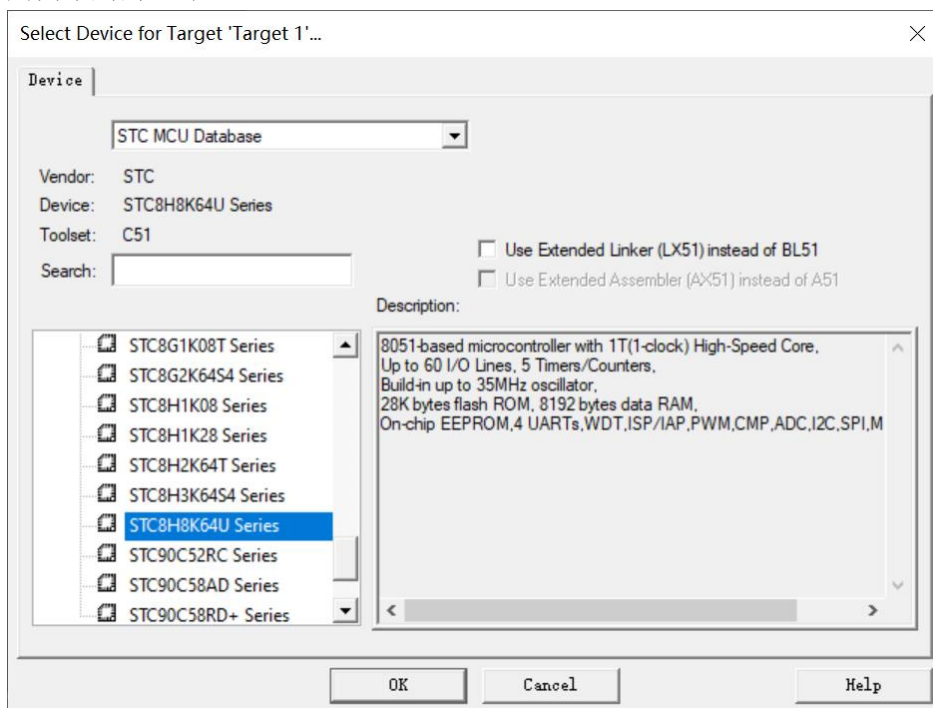 Select Device for Target 'Target 1'...
Device
STC MCU Database
Vendor: STC
Device: STC8H8K64U Series
Toolset: C51
Search:
Use Extended Linker (LX51) instead of BL51
Use Extended Assembler (AX51) instead of A51
Description:
STC8G1K08T Series
STC8G2K64S4 Series
STC8H1K08 Series
STC8H1K28 Series
STC8H2K64T Series
STC8H3K64S4 Series
STC8H8K64U Series
STC90C52RC Series
STC90C58AD Series
STC90C58RD+ Series
8051-based microcontroller with 1T(1-clock) High-Speed Core,
Up to 60 I/O Lines, 5 Timers/Counters,
Build-in up to 35MHz oscillator,
28K bytes flash ROM, 8192 bytes data RAM,
On-chip EEPROM,4 UARTs,WDT,ISP/IAP,PWM,CMP,ADC,I2C,SPI,M
OK
Cancel
Help